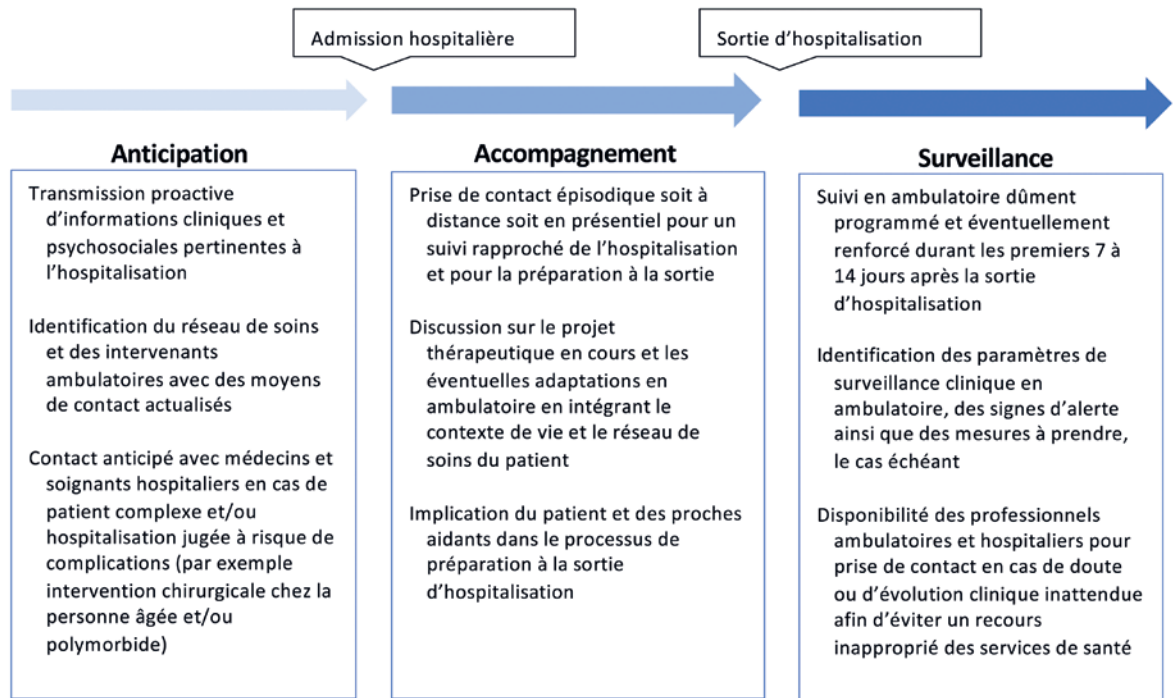 Admission hospitalière
Sortie d'hospitalisation
Anticipation
Transmission proactive
d'informations cliniques et
psychosociales pertinentes à
l'hospitalisation
Identification du réseau de soins
et des intervenants
ambulatoires avec des moyens
de contact actualisés
Contact anticipé avec médecins et
soignants hospitaliers en cas de
patient complexe et/ou
hospitalisation jugée à risque de
complications (par exemple
intervention chirurgicale chez la
personne âgée et/ou
polymorbide)
Accompagnement
Prise de contact épisodique soit à
distance soit en présentiel pour un
suivi rapproché de l'hospitalisation
et pour la préparation à la sortie
Discussion sur le projet
thérapeutique en cours et les
éventuelles adaptations en
ambulatoire en intégrant le
contexte de vie et le réseau de
soins du patient
Implication du patient et des proches
aidants dans le processus de
préparation à la sortie
d'hospitalisation
Surveillance
Suivi en ambulatoire dûment
programmé et éventuellement
renforcé durant les premiers 7 à
14 jours après la sortie
d'hospitalisation
Identification des paramètres de
surveillance clinique en
ambulatoire, des signes d'alerte
ainsi que des mesures à prendre,
le cas échéant
Disponibilité des professionnels
ambulatoires et hospitaliers pour
prise de contact en cas de doute
ou d'évolution clinique inattendue
afin d'éviter un recours
inapproprié des services de santé